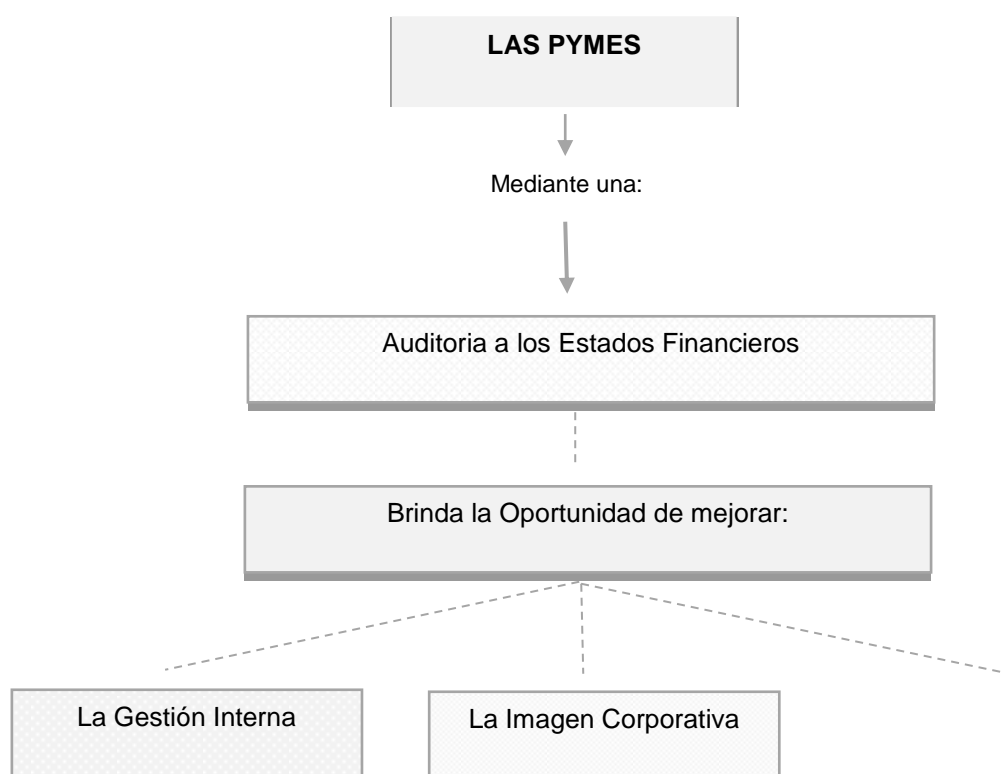 LAS PYMES
Mediante una:
Auditoria a los Estados Financieros
Brinda la Oportunidad de mejorar:
La Gestión Interna
La Imagen Corporativa